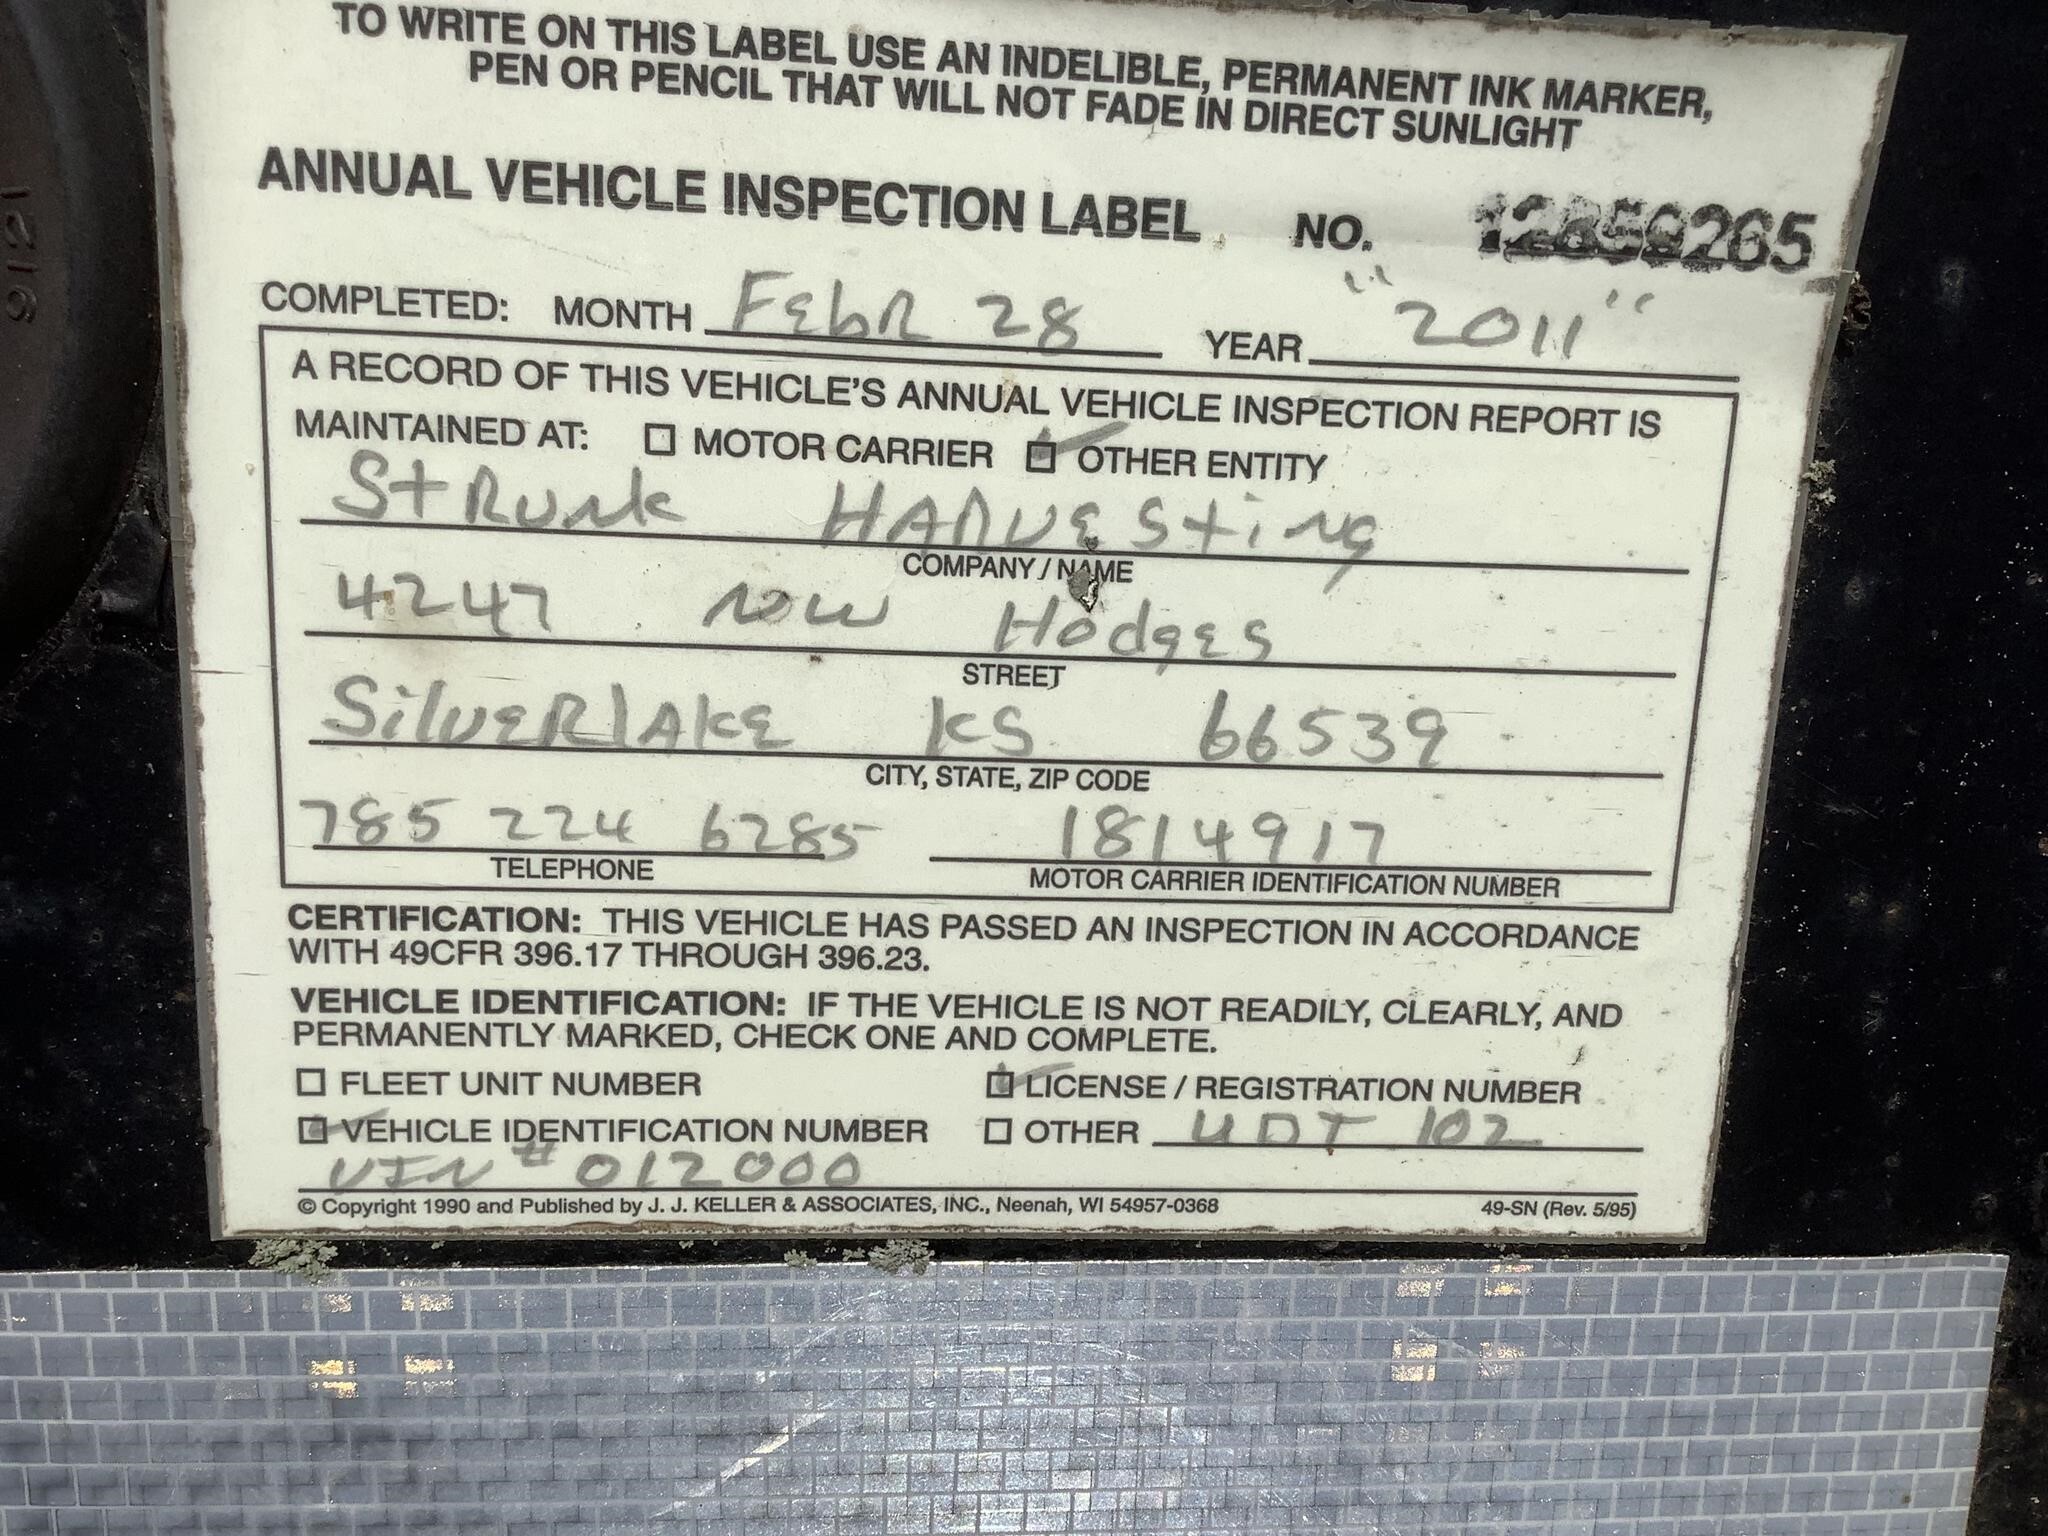 TO WRITE ON THIS LABEL USE AN INDELIBLE, PERMANENT INK MARKER,
PEN OR PENCIL THAT WILL NOT FADE IN DIRECT SUNLIGHT
ANNUAL VEHICLE INSPECTION LABEL NO. 12659265
COMPLETED: MONTH FEbR 28 YEAR "2011"
A RECORD OF THIS VEHICLE'S ANNUAL VEHICLE INSPECTION REPORT IS
MAINTAINED AT: MOTOR CARRIER OTHER ENTITY
StRunk HARVESting
COMPANY / NAME
4247 NOW Hodges
STREET
SilveRlAke KS 66539
CITY, STATE, ZIP CODE
785 224 6285 1814917
TELEPHONE MOTOR CARRIER IDENTIFICATION NUMBER
CERTIFICATION: THIS VEHICLE HAS PASSED AN INSPECTION IN ACCORDANCE
WITH 49CFR 396.17 THROUGH 396.23.
VEHICLE IDENTIFICATION: IF THE VEHICLE IS NOT READILY, CLEARLY, AND
PERMANENTLY MARKED, CHECK ONE AND COMPLETE.
FLEET UNIT NUMBER LICENSE / REGISTRATION NUMBER
VEHICLE IDENTIFICATION NUMBER OTHER UDT 102
VIN # 012000
© Copyright 1990 and Published by J. J. KELLER & ASSOCIATES, INC., Neenah, WI 54957-0368 49-SN (Rev. 5/95)
9121